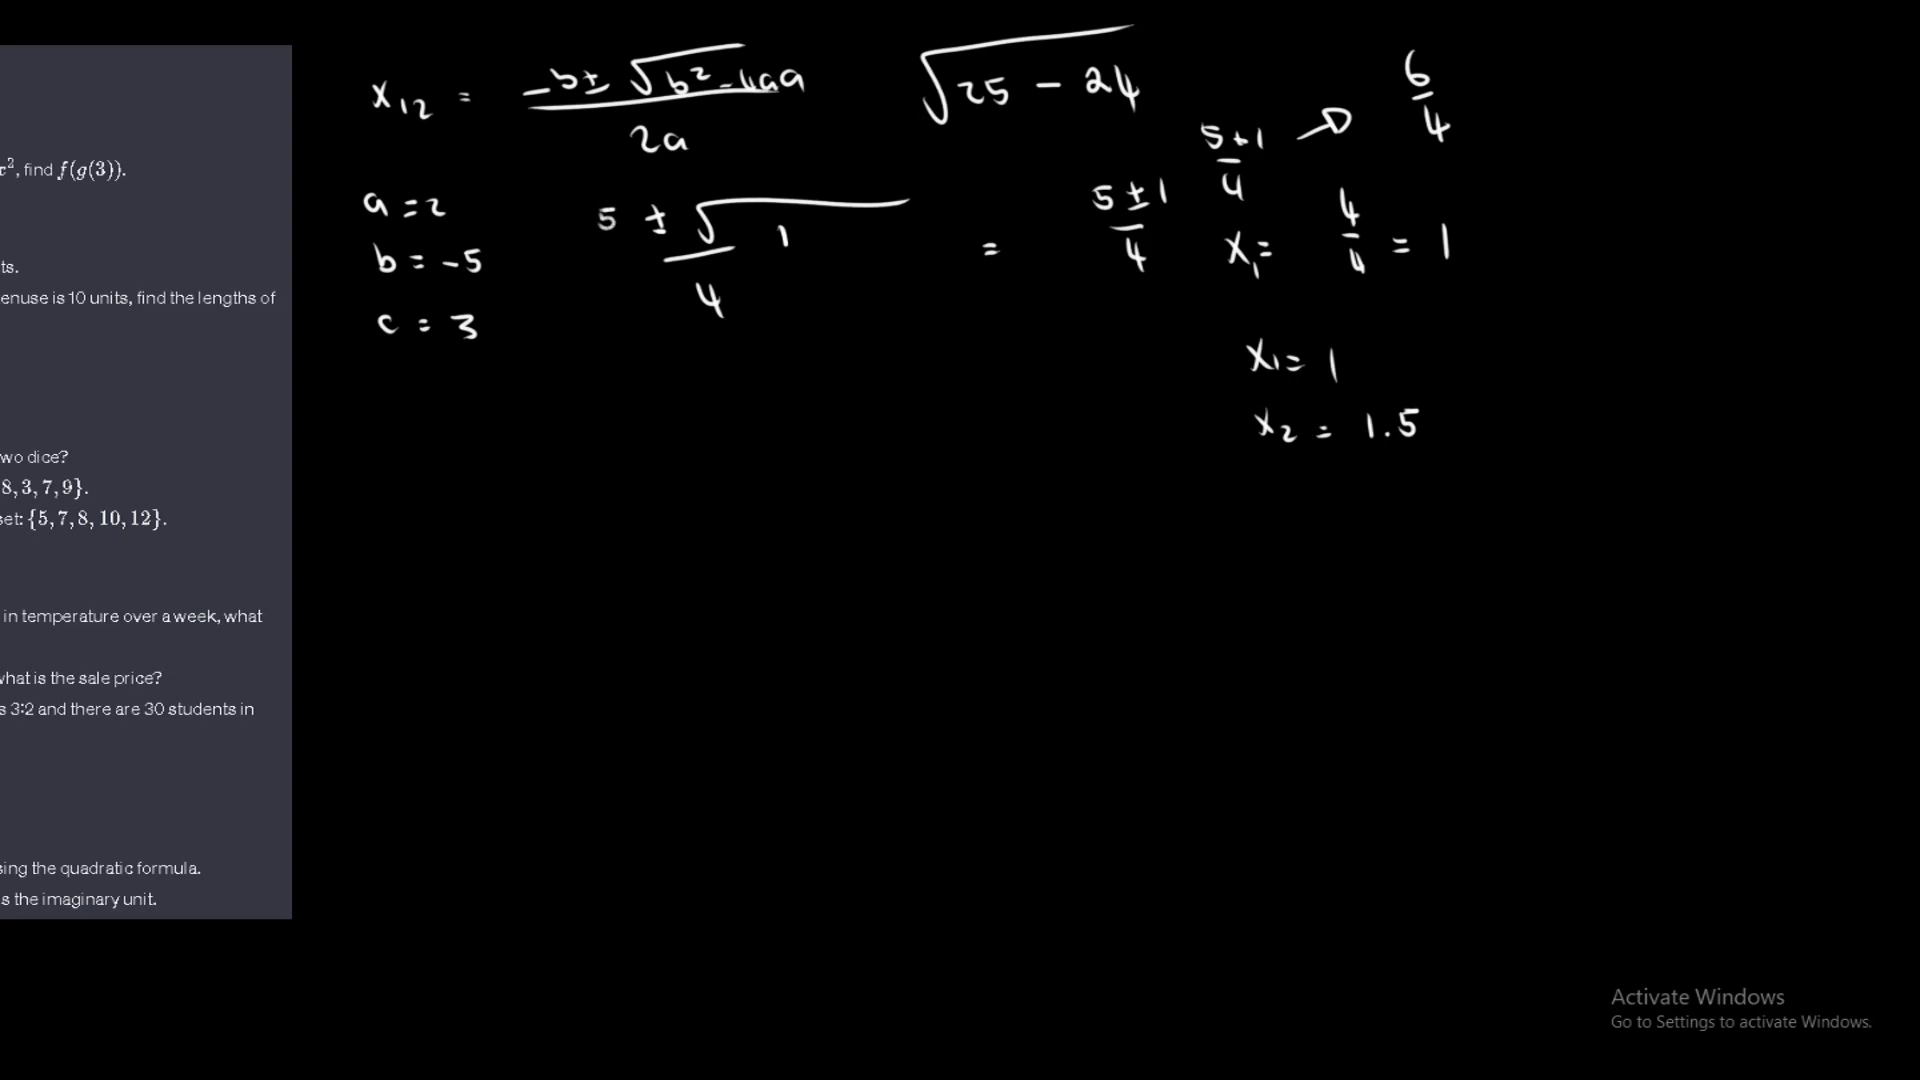 x², find f(g(3)).
ts.
enuse is 10 units, find the lengths of
wo dice?
8, 3, 7, 9}.
set: {5, 7, 8, 10, 12}.
in temperature over a week, what
what is the sale price?
s 3:2 and there are 30 students in
sing the quadratic formula.
s the imaginary unit.
x₁₂ = (-b ± √(b² - 4aa)) / 2a
a = 2
b = -5
c = 3
√(25 - 24)
(5 ± √1) / 4 = (5 ± 1) / 4
(5 + 1) / 4 → 6/4
x₁ = 4/4 = 1
x₁ = 1
x₂ = 1.5
Activate Windows
Go to Settings to activate Windows.